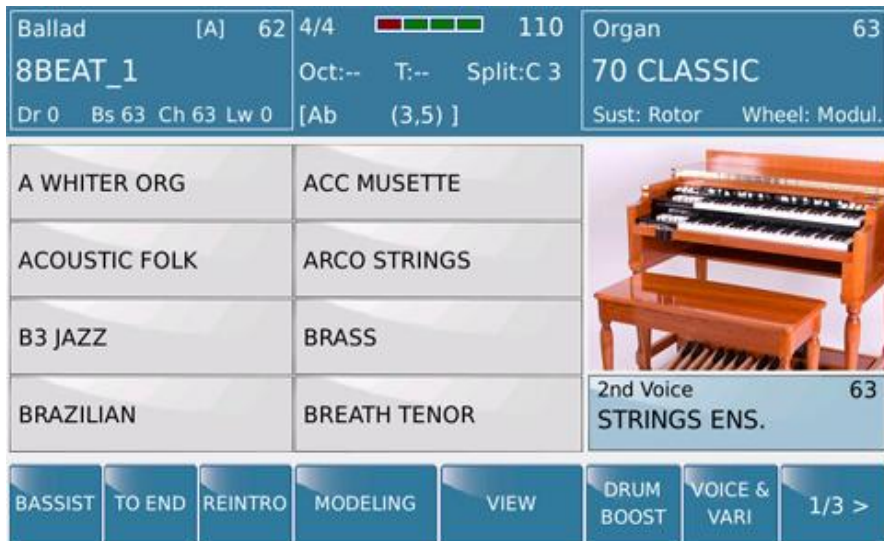 Ballad [A] 62
8BEAT_1
Dr 0 Bs 63 Ch 63 Lw 0
4/4 110
Oct:-- T:-- Split:C 3
[Ab (3,5) ]
Organ 63
70 CLASSIC
Sust: Rotor Wheel: Modul.
A WHITER ORG
ACC MUSETTE
ACOUSTIC FOLK
ARCO STRINGS
B3 JAZZ
BRASS
BRAZILIAN
BREATH TENOR
2nd Voice 63
STRINGS ENS.
BASSIST
TO END
REINTRO
MODELING
VIEW
DRUM
BOOST
VOICE &
VARI
1/3 >